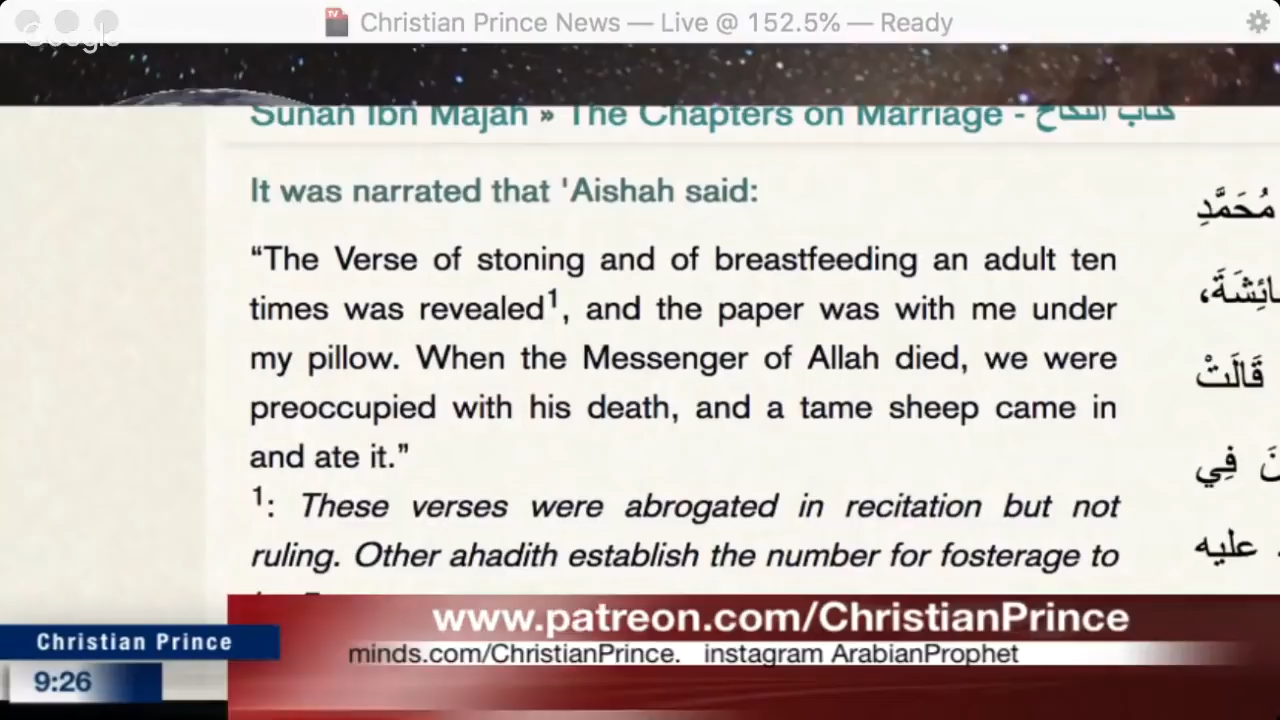 Christian Prince News — Live @ 152.5% — Ready
Google
Sunan Ibn Majah » The Chapters on Marriage - كتاب النكاح
It was narrated that 'Aishah said:
“The Verse of stoning and of breastfeeding an adult ten
times was revealed1, and the paper was with me under
my pillow. When the Messenger of Allah died, we were
preoccupied with his death, and a tame sheep came in
and ate it.”
1: These verses were abrogated in recitation but not
ruling. Other ahadith establish the number for fosterage to
مُحَمَّدِ
قَالَتْ
فِي
عليه
www.patreon.com/ChristianPrince
minds.com/ChristianPrince. instagram ArabianProphet
Christian Prince
9:26